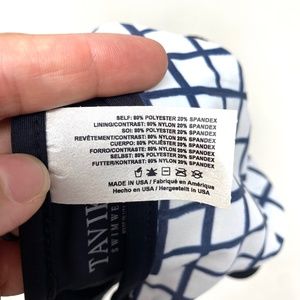 SELF: 80% POLYESTER 20% SPANDEX
LINING/CONTRAST: 80% NYLON 20% SPANDEX
SOI: 80% POLYESTER 20% SPANDEX
REVÊTEMENT/CONTRAST: 80% NYLON 20% SPANDEX
CUERPO: 80% POLIÉSTER 20% SPANDEX
FORRO/CONTRASTE: 80% NYLON 20% SPANDEX
SELBST: 80% POLYESTER 20% SPANDEX
FUTTER/KONTRAST: 80% NYLON 20% SPANDEX
MADE IN USA / Fabriqué en Amérique
Hecho en USA / Hergestellt in USA
TAVIK
SWIMWE